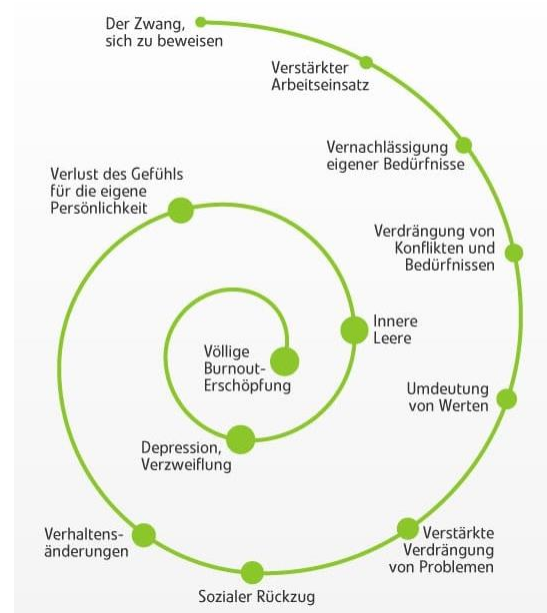 Der Zwang,
sich zu beweisen
Verstärkter
Arbeitseinsatz
Vernachlässigung
eigener Bedürfnisse
Verdrängung von
Konflikten und
Bedürfnissen
Umdeutung
von Werten
Verstärkte
Verdrängung
von Problemen
Sozialer Rückzug
Verhaltens-
änderungen
Verlust des Gefühls
für die eigene
Persönlichkeit
Innere
Leere
Depression,
Verzweiflung
Völlige
Burnout-
Erschöpfung